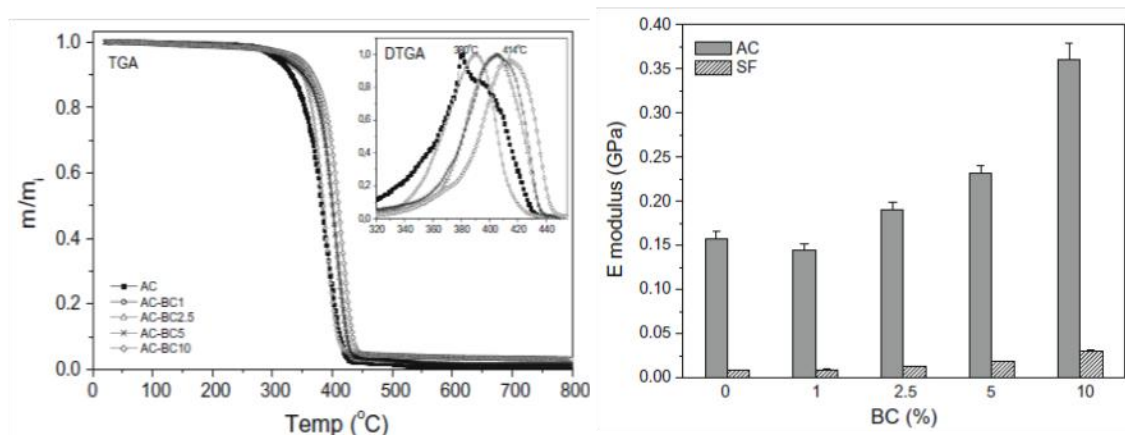 TGA
DTGA
380°C
414°C
1,0
0,8
0,6
0,4
0,2
0,0
320 340 360 380 400 420 440
1.0
0.8
0.6
0.4
0.2
0.0
m/mi
AC
AC-BC1
AC-BC2.5
AC-BC5
AC-BC10
0 100 200 300 400 500 600 700 800
Temp (°C)
0.40
0.35
0.30
0.25
0.20
0.15
0.10
0.05
0.00
E modulus (GPa)
AC
SF
0 1 2.5 5 10
BC (%)